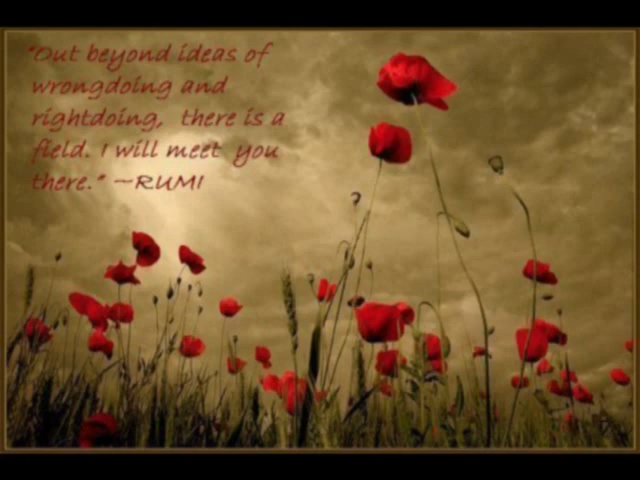 "Out beyond ideas of
wrongdoing and
rightdoing, there is a
field. I will meet you
there." —RUMI